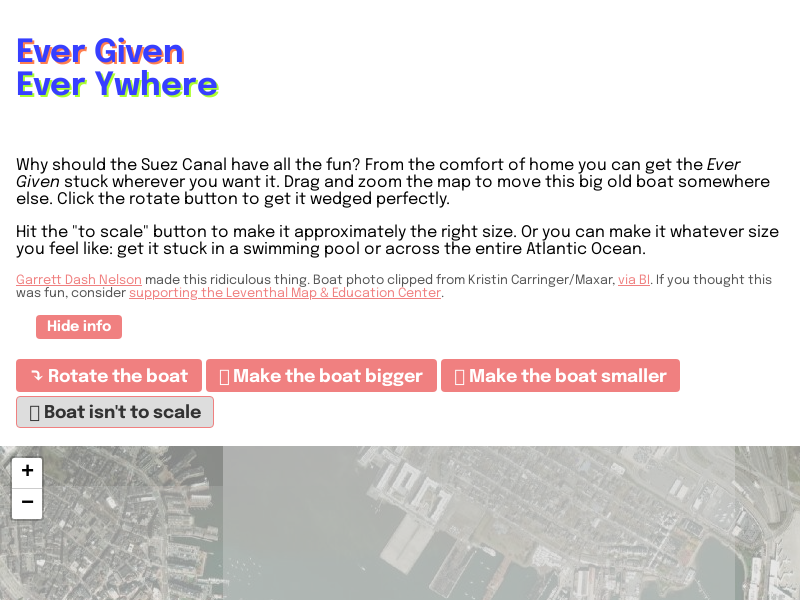 Ever Given
Ever Ywhere
Why should the Suez Canal have all the fun? From the comfort of home you can get the Ever
Given stuck wherever you want it. Drag and zoom the map to move this big old boat somewhere
else. Click the rotate button to get it wedged perfectly.
Hit the "to scale" button to make it approximately the right size. Or you can make it whatever size
you feel like: get it stuck in a swimming pool or across the entire Atlantic Ocean.
Garrett Dash Nelson made this ridiculous thing. Boat photo clipped from Kristin Carringer/Maxar, via BI. If you thought this
was fun, consider supporting the Leventhal Map & Education Center.
Hide info
⤵ Rotate the boat
Make the boat bigger
Make the boat smaller
Boat isn't to scale
+
−